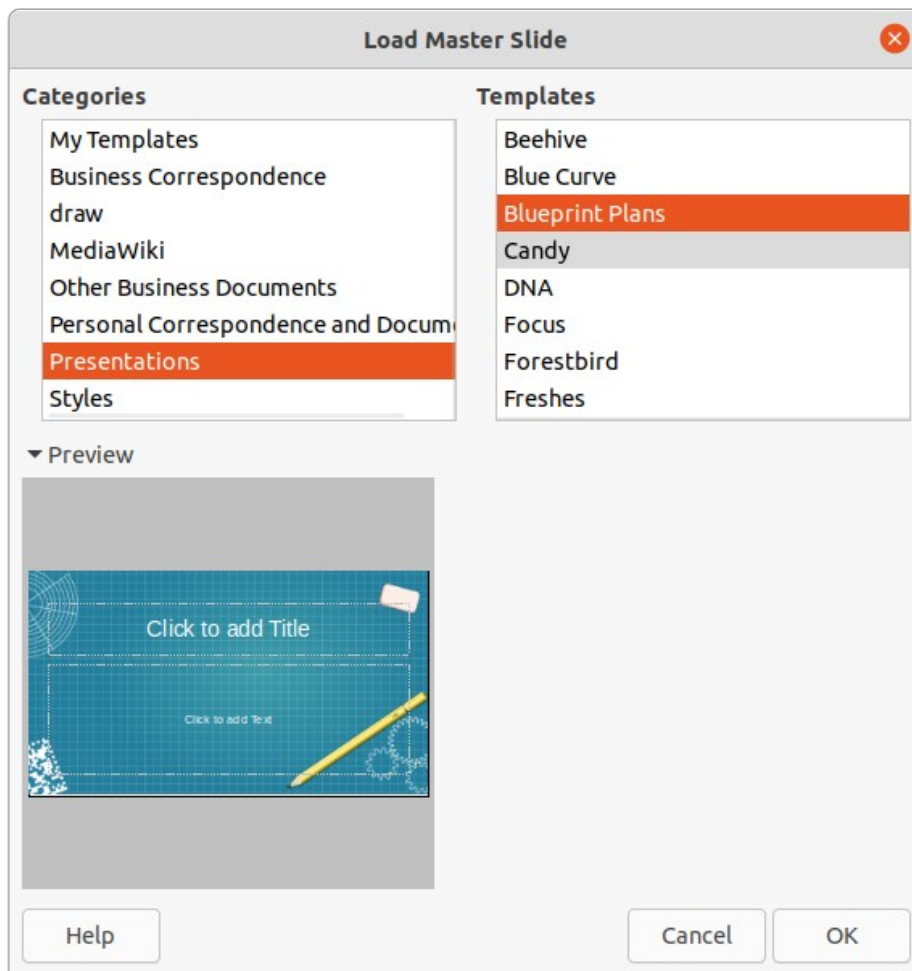 Load Master Slide
Categories
My Templates
Business Correspondence
draw
MediaWiki
Other Business Documents
Personal Correspondence and Docum
Presentations
Styles
Templates
Beehive
Blue Curve
Blueprint Plans
Candy
DNA
Focus
Forestbird
Freshes
Preview
Click to add Title
Click to add Text
Help
Cancel
OK